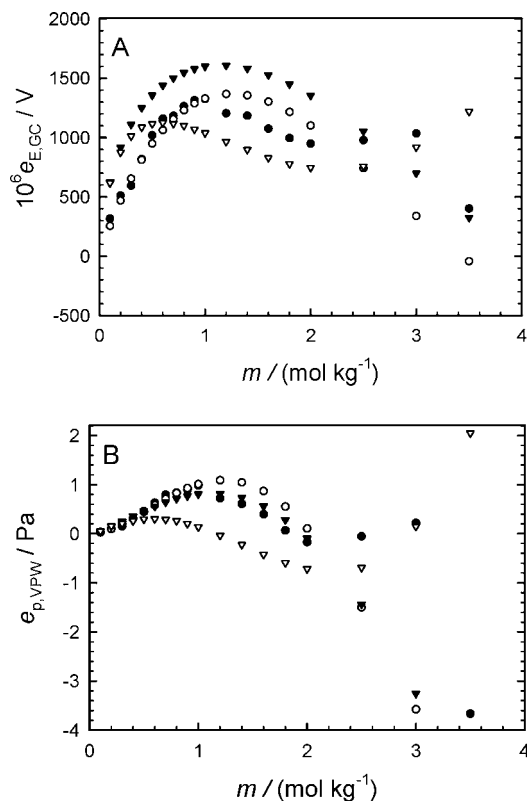 A
2000
1500
1000
500
0
-500
10⁶e_E,GC / V
0 1 2 3 4
m / (mol kg⁻¹)
B
2
1
0
-1
-2
-3
-4
e_p,VPW / Pa
0 1 2 3 4
m / (mol kg⁻¹)